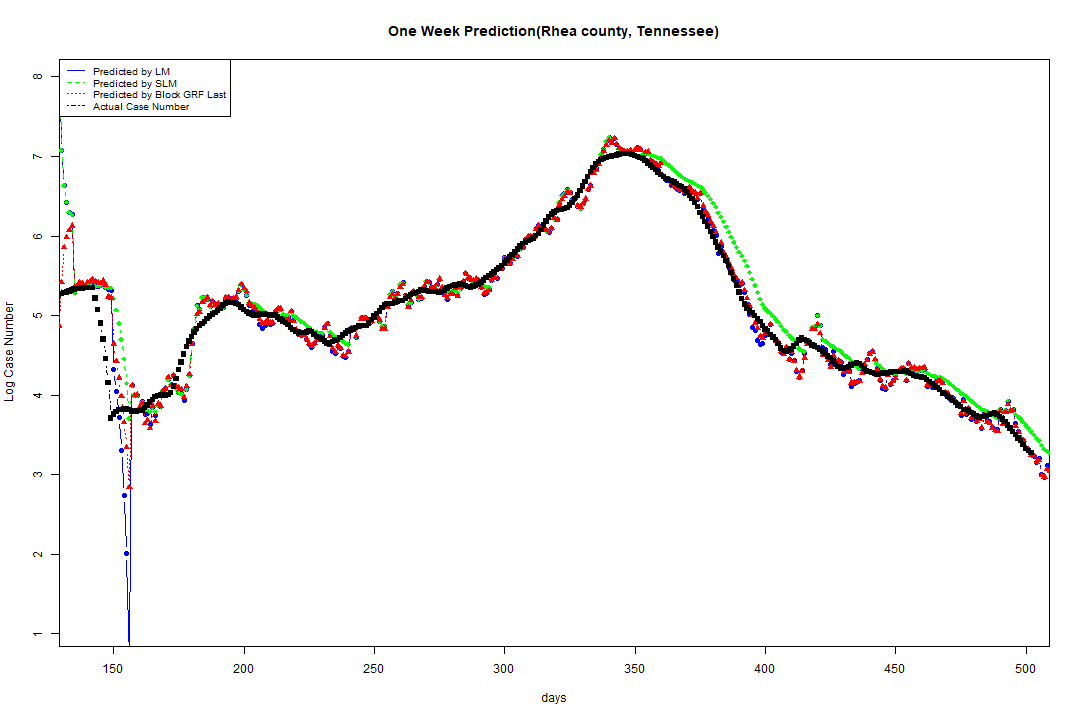 One Week Prediction(Rhea county, Tennessee)
Predicted by LM
Predicted by SLM
Predicted by Block GRF Last
Actual Case Number
8
7
6
5
4
3
2
1
Log Case Number
150 200 250 300 350 400 450 500
days